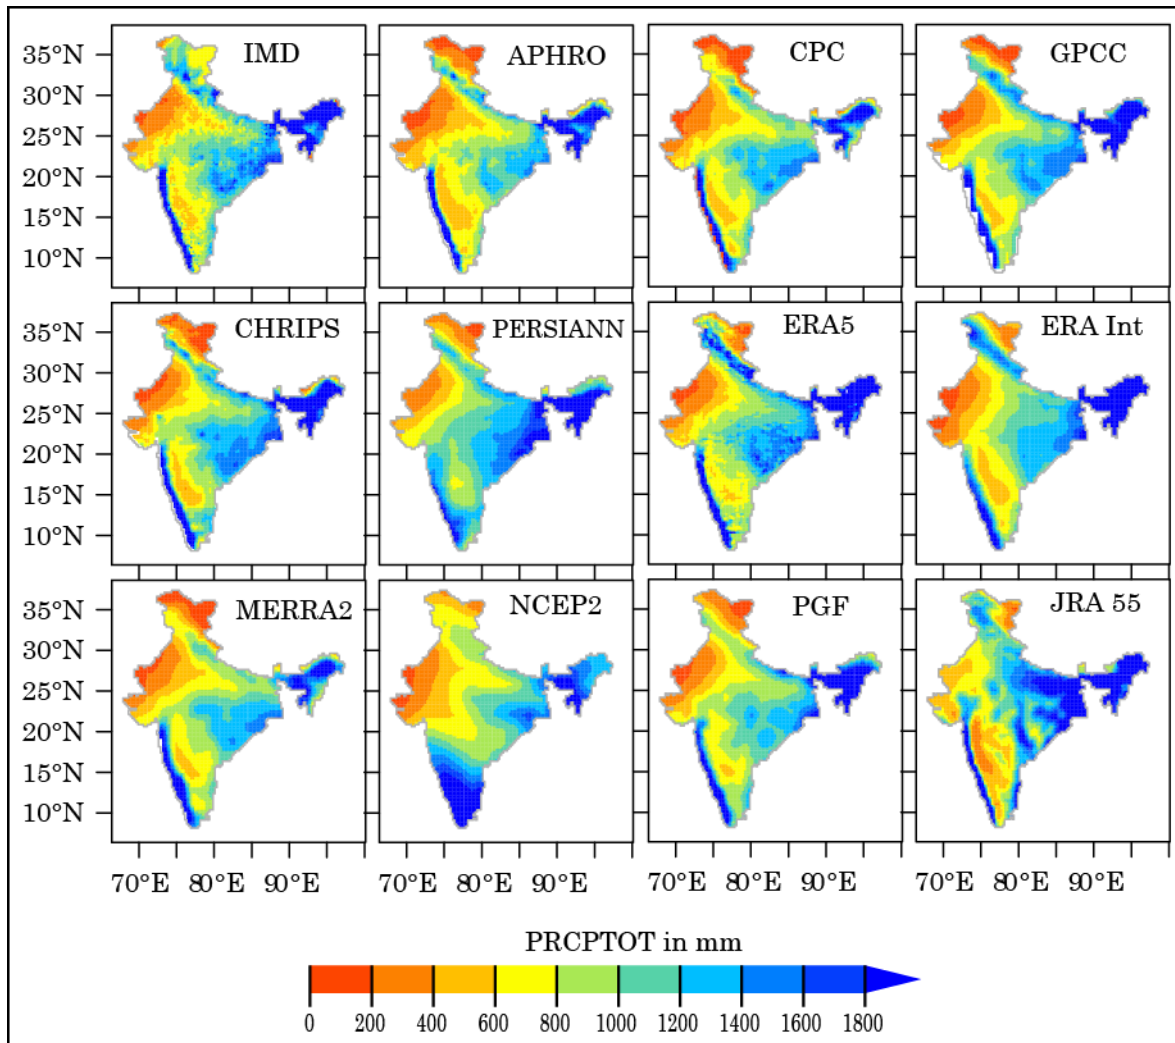 IMD
APHRO
CPC
GPCC
35°N
30°N
25°N
20°N
15°N
10°N
CHRIPS
PERSIANN
ERA5
ERA Int
35°N
30°N
25°N
20°N
15°N
10°N
MERRA2
NCEP2
PGF
JRA 55
35°N
30°N
25°N
20°N
15°N
10°N
70°E 80°E 90°E 70°E 80°E 90°E 70°E 80°E 90°E 70°E 80°E 90°E
PRCPTOT in mm
0 200 400 600 800 1000 1200 1400 1600 1800